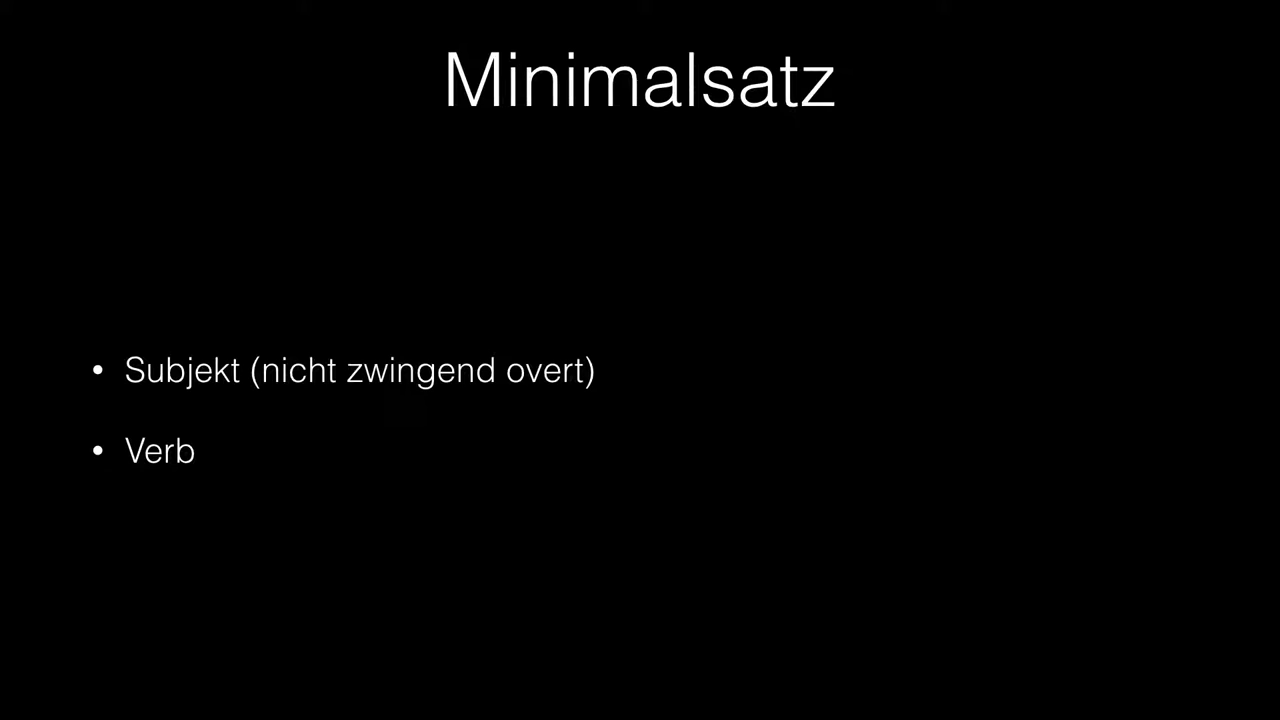 Minimalsatz
• Subjekt (nicht zwingend overt)
• Verb